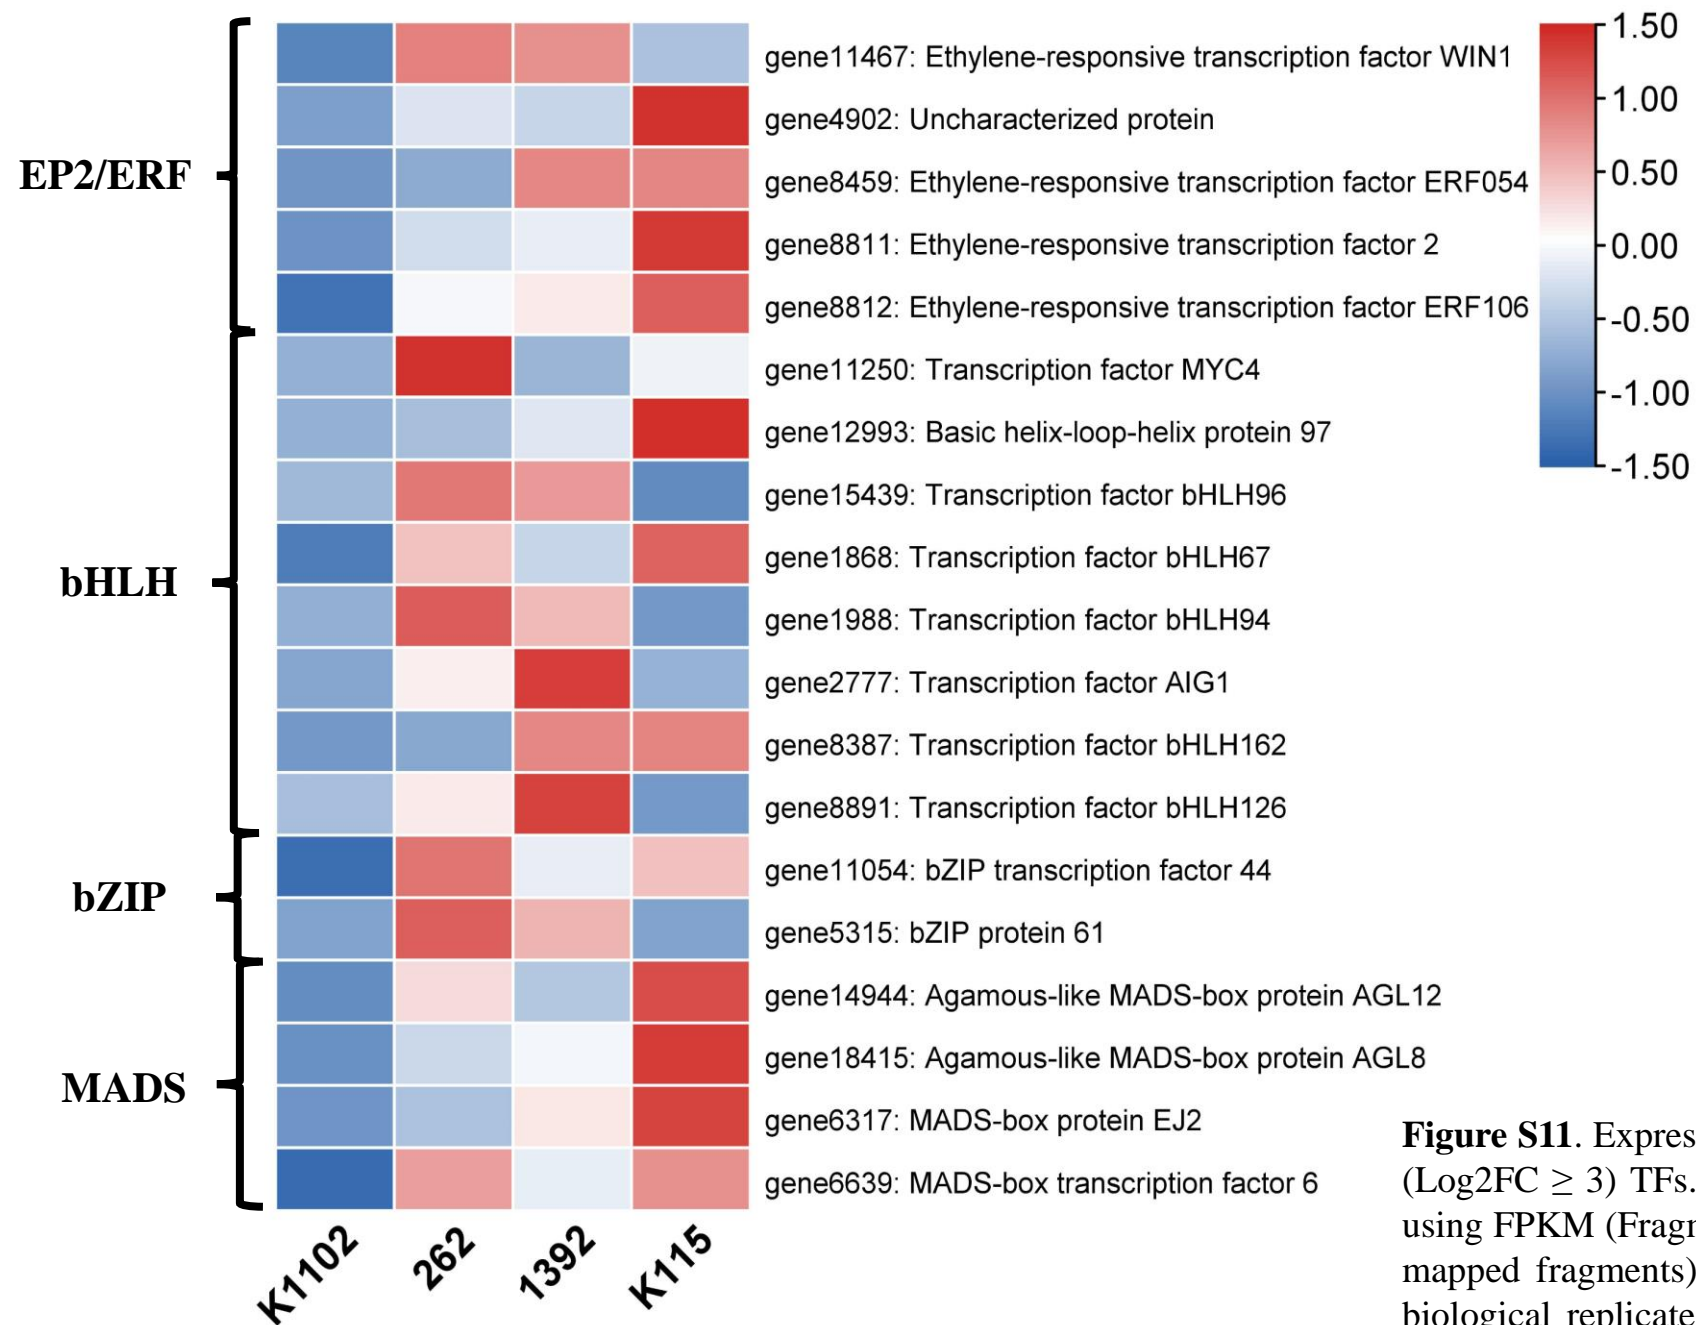 EP2/ERF
bHLH
bZIP
MADS
gene11467: Ethylene-responsive transcription factor WIN1
gene4902: Uncharacterized protein
gene8459: Ethylene-responsive transcription factor ERF054
gene8811: Ethylene-responsive transcription factor 2
gene8812: Ethylene-responsive transcription factor ERF106
gene11250: Transcription factor MYC4
gene12993: Basic helix-loop-helix protein 97
gene15439: Transcription factor bHLH96
gene1868: Transcription factor bHLH67
gene1988: Transcription factor bHLH94
gene2777: Transcription factor AIG1
gene8387: Transcription factor bHLH162
gene8891: Transcription factor bHLH126
gene11054: bZIP transcription factor 44
gene5315: bZIP protein 61
gene14944: Agamous-like MADS-box protein AGL12
gene18415: Agamous-like MADS-box protein AGL8
gene6317: MADS-box protein EJ2
gene6639: MADS-box transcription factor 6
K1102
262
1392
K115
1.50
1.00
0.50
0.00
-0.50
-1.00
-1.50
Figure S11. Expres
(Log2FC ≥ 3) TFs.
using FPKM (Fragm
mapped fragments)
biological replicate